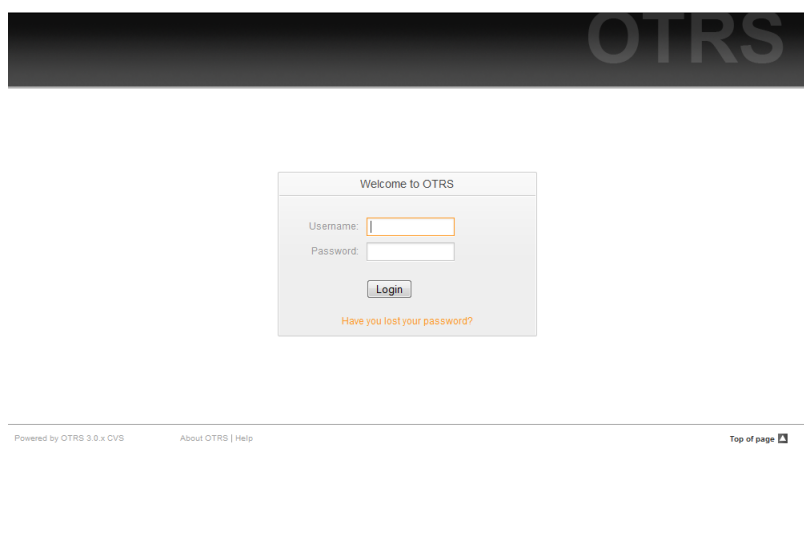 OTRS
Welcome to OTRS
Username:
Password:
Login
Have you lost your password?
Powered by OTRS 3.0.x CVS
About OTRS | Help
Top of page